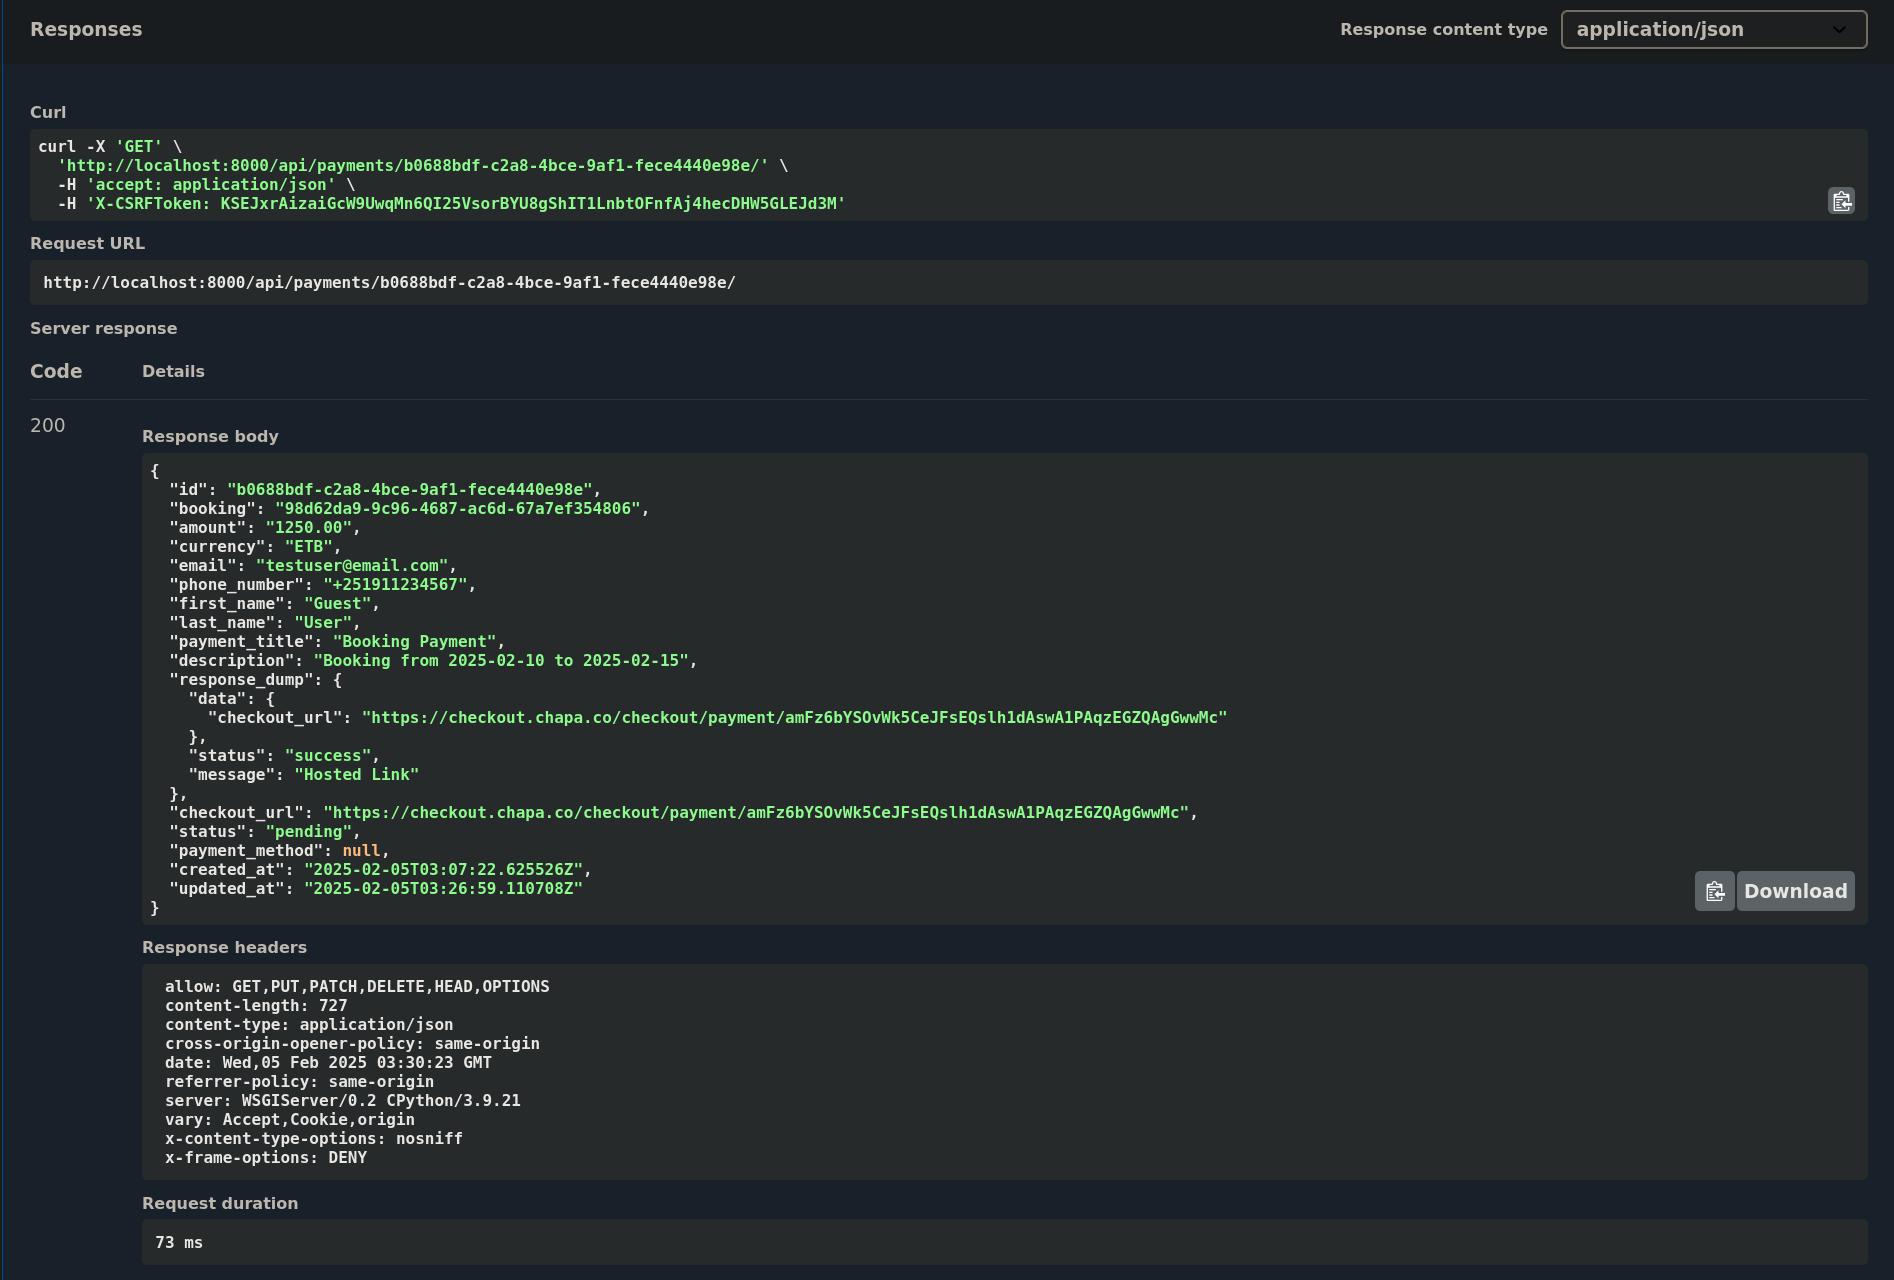 Responses
Response content type
application/json
Curl
curl -X 'GET' \
  'http://localhost:8000/api/payments/b0688bdf-c2a8-4bce-9af1-fece4440e98e/' \
  -H 'accept: application/json' \
  -H 'X-CSRFToken: KSEJxrAizaiGcW9UwqMn6QI25VsorBYU8gShIT1LnbtOFnfAj4hecDHW5GLEJd3M'
Request URL
http://localhost:8000/api/payments/b0688bdf-c2a8-4bce-9af1-fece4440e98e/
Server response
Code Details
200
Response body
{
  "id": "b0688bdf-c2a8-4bce-9af1-fece4440e98e",
  "booking": "98d62da9-9c96-4687-ac6d-67a7ef354806",
  "amount": "1250.00",
  "currency": "ETB",
  "email": "testuser@email.com",
  "phone_number": "+251911234567",
  "first_name": "Guest",
  "last_name": "User",
  "payment_title": "Booking Payment",
  "description": "Booking from 2025-02-10 to 2025-02-15",
  "response_dump": {
    "data": {
      "checkout_url": "https://checkout.chapa.co/checkout/payment/amFz6bYSOvWk5CeJFsEQslh1dAswA1PAqzEGZQAgGwwMc"
    },
    "status": "success",
    "message": "Hosted Link"
  },
  "checkout_url": "https://checkout.chapa.co/checkout/payment/amFz6bYSOvWk5CeJFsEQslh1dAswA1PAqzEGZQAgGwwMc",
  "status": "pending",
  "payment_method": null,
  "created_at": "2025-02-05T03:07:22.625526Z",
  "updated_at": "2025-02-05T03:26:59.110708Z"
}
Download
Response headers
allow: GET,PUT,PATCH,DELETE,HEAD,OPTIONS
content-length: 727
content-type: application/json
cross-origin-opener-policy: same-origin
date: Wed,05 Feb 2025 03:30:23 GMT
referrer-policy: same-origin
server: WSGIServer/0.2 CPython/3.9.21
vary: Accept,Cookie,origin
x-content-type-options: nosniff
x-frame-options: DENY
Request duration
73 ms